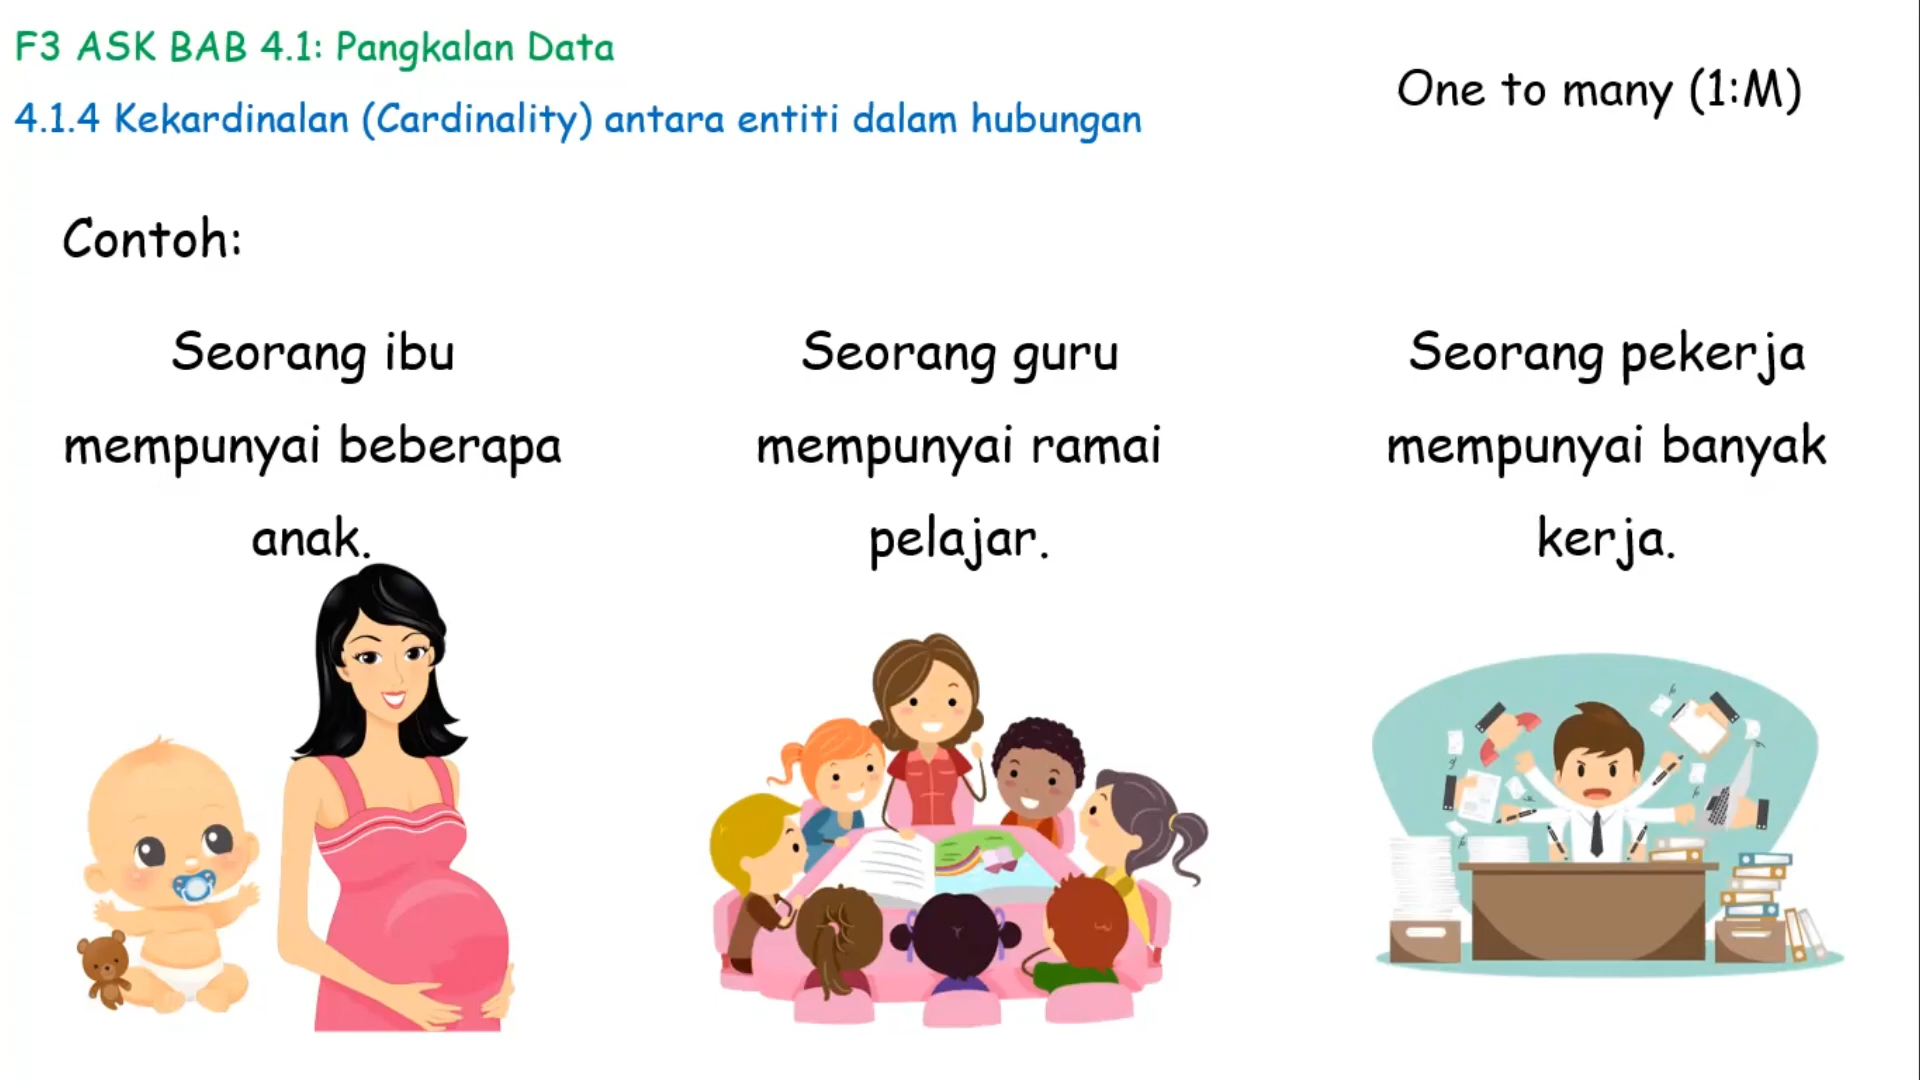 F3 ASK BAB 4.1: Pangkalan Data
4.1.4 Kekardinalan (Cardinality) antara entiti dalam hubungan
One to many (1:M)
Contoh:
Seorang ibu
mempunyai beberapa
anak.
Seorang guru
mempunyai ramai
pelajar.
Seorang pekerja
mempunyai banyak
kerja.